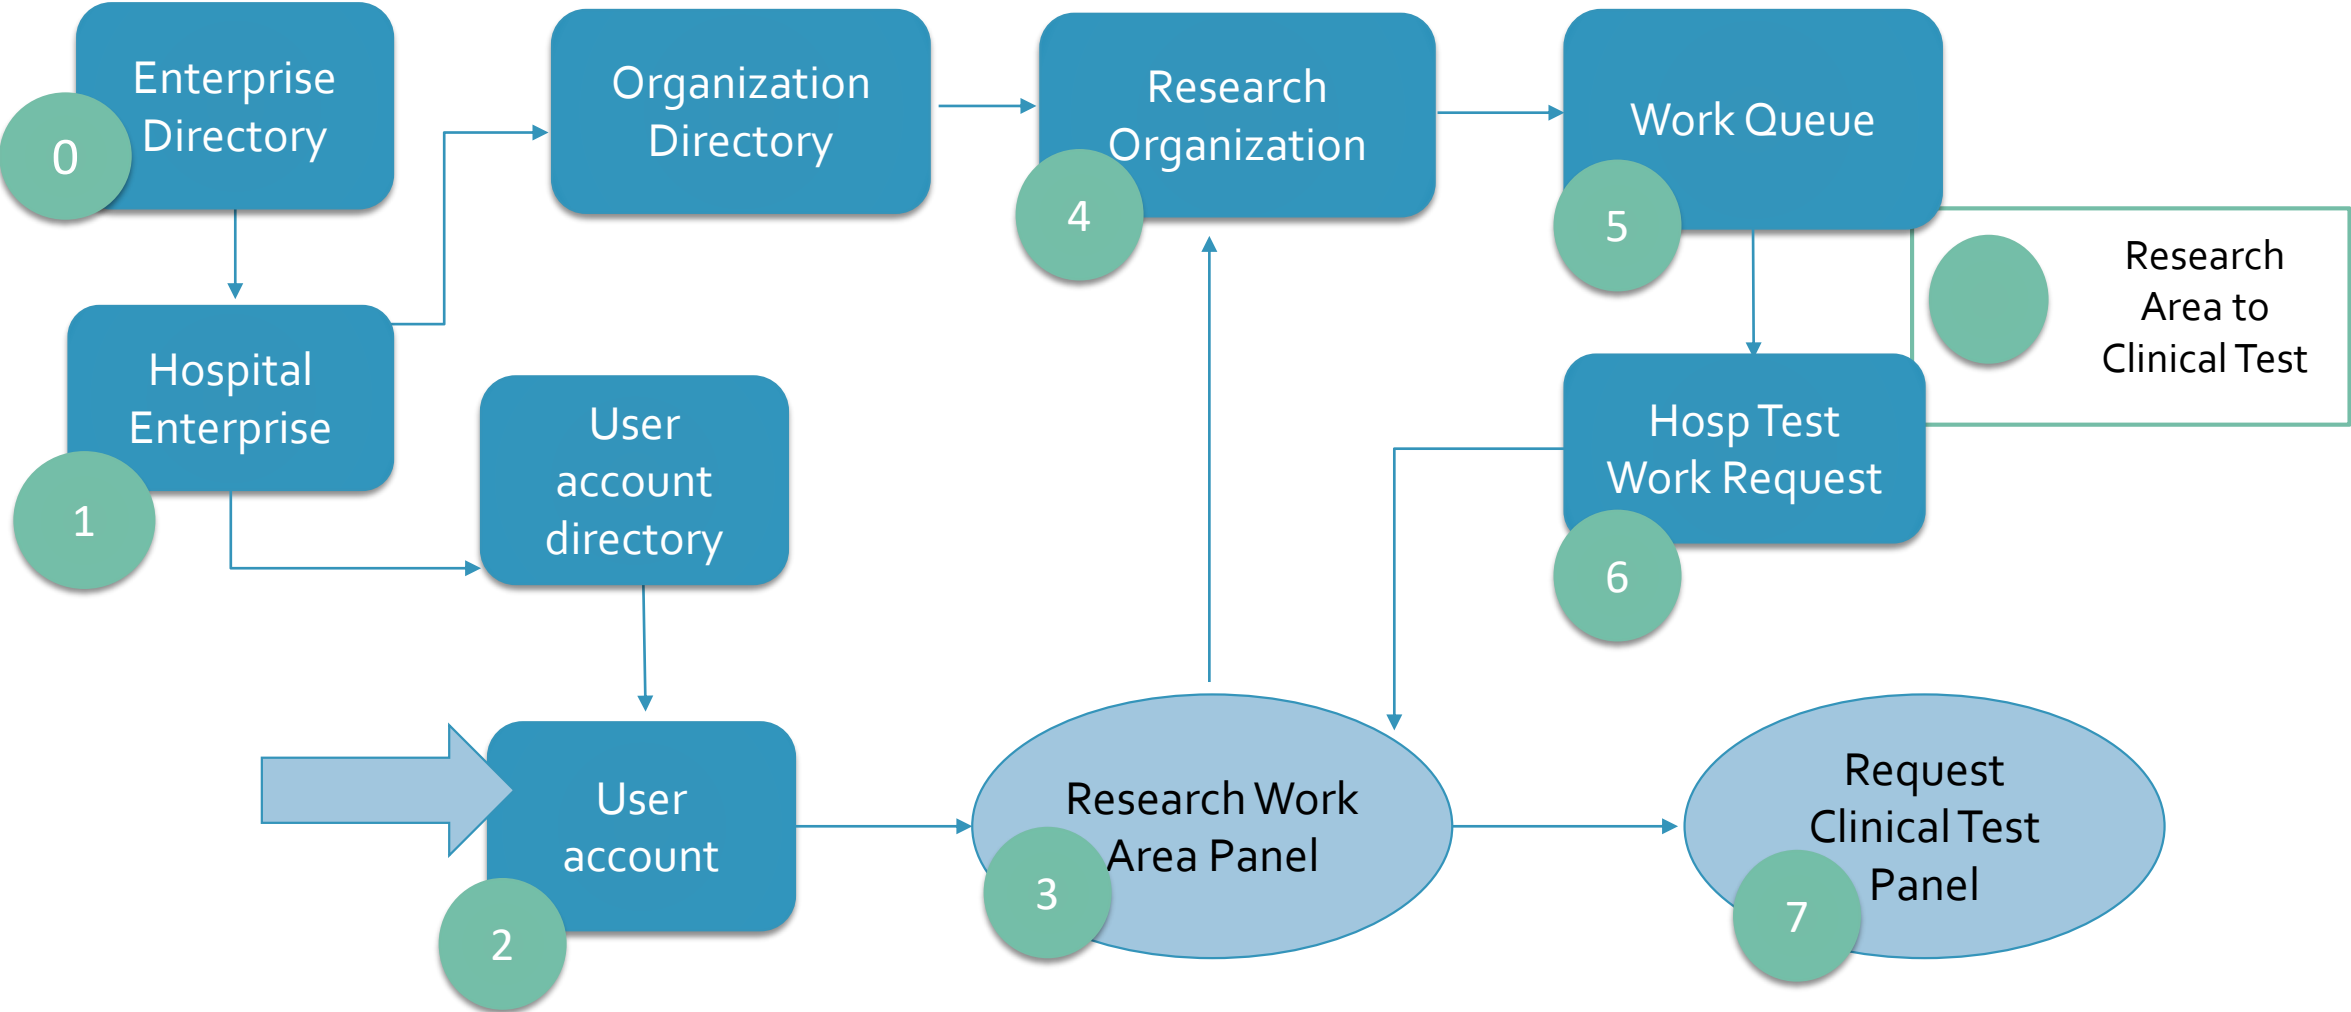 Enterprise
Directory
0
Organization
Directory
Research
Organization
4
Work Queue
5
Research
Area to
Clinical Test
Hospital
Enterprise
1
User
account
directory
Hosp Test
Work Request
6
User
account
2
Research Work
Area Panel
3
Request
Clinical Test
Panel
7